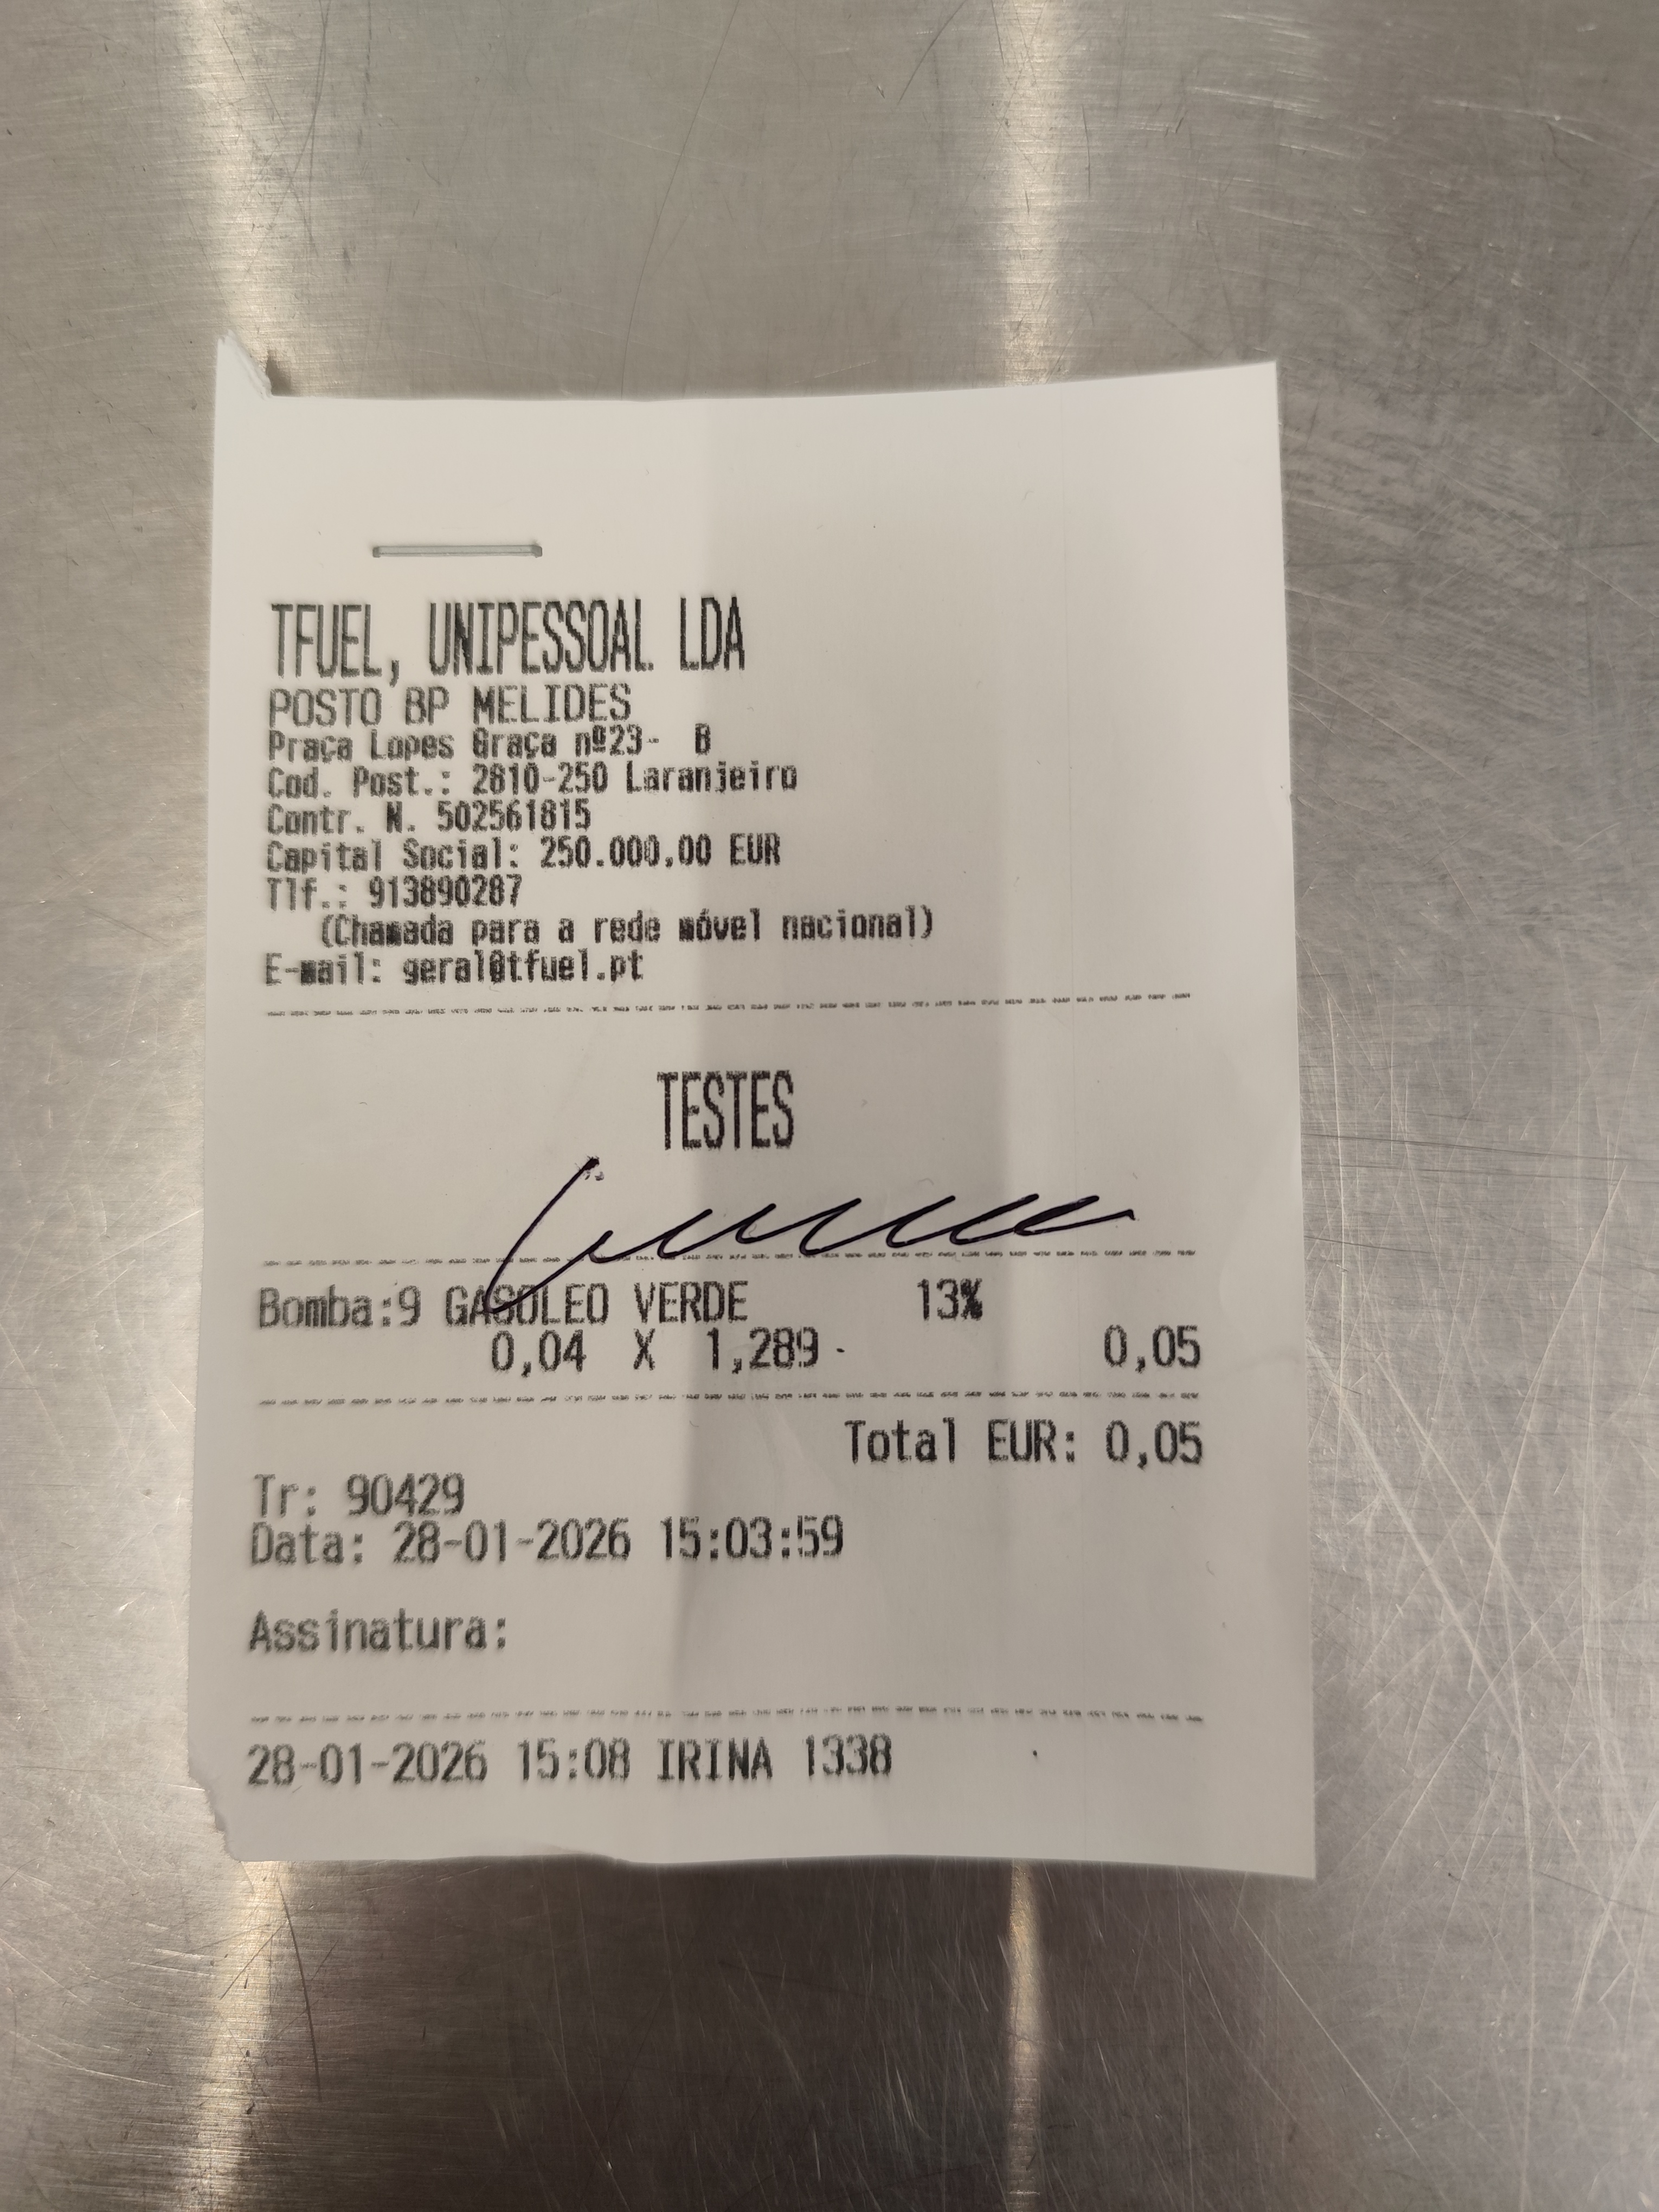 TFUEL, UNIPESSOAL LDA
POSTO BP MELIDES
Praça Lopes Graça nº23-  B
Cod. Post.: 2810-250 Laranjeiro
Contr. N. 502561815
Capital Social: 250.000,00 EUR
Tlf.: 913890287
(Chamada para a rede móvel nacional)
E-mail: geral@tfuel.pt
TESTES
Bomba:9 GASOLEO VERDE 13%
0,04 X 1,289 0,05
Total EUR: 0,05
Tr: 90429
Data: 28-01-2026 15:03:59
Assinatura:
28-01-2026 15:08 IRINA 1338